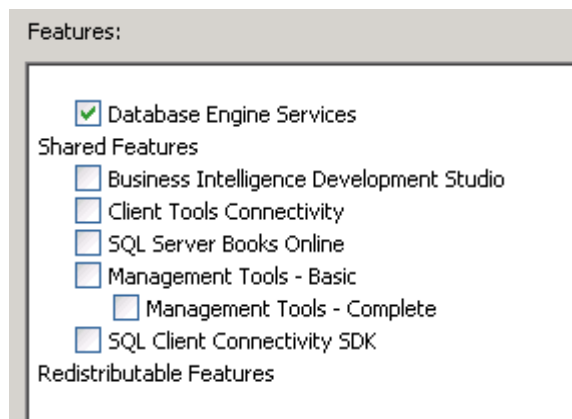 Features:
Database Engine Services
Shared Features
Business Intelligence Development Studio
Client Tools Connectivity
SQL Server Books Online
Management Tools - Basic
Management Tools - Complete
SQL Client Connectivity SDK
Redistributable Features